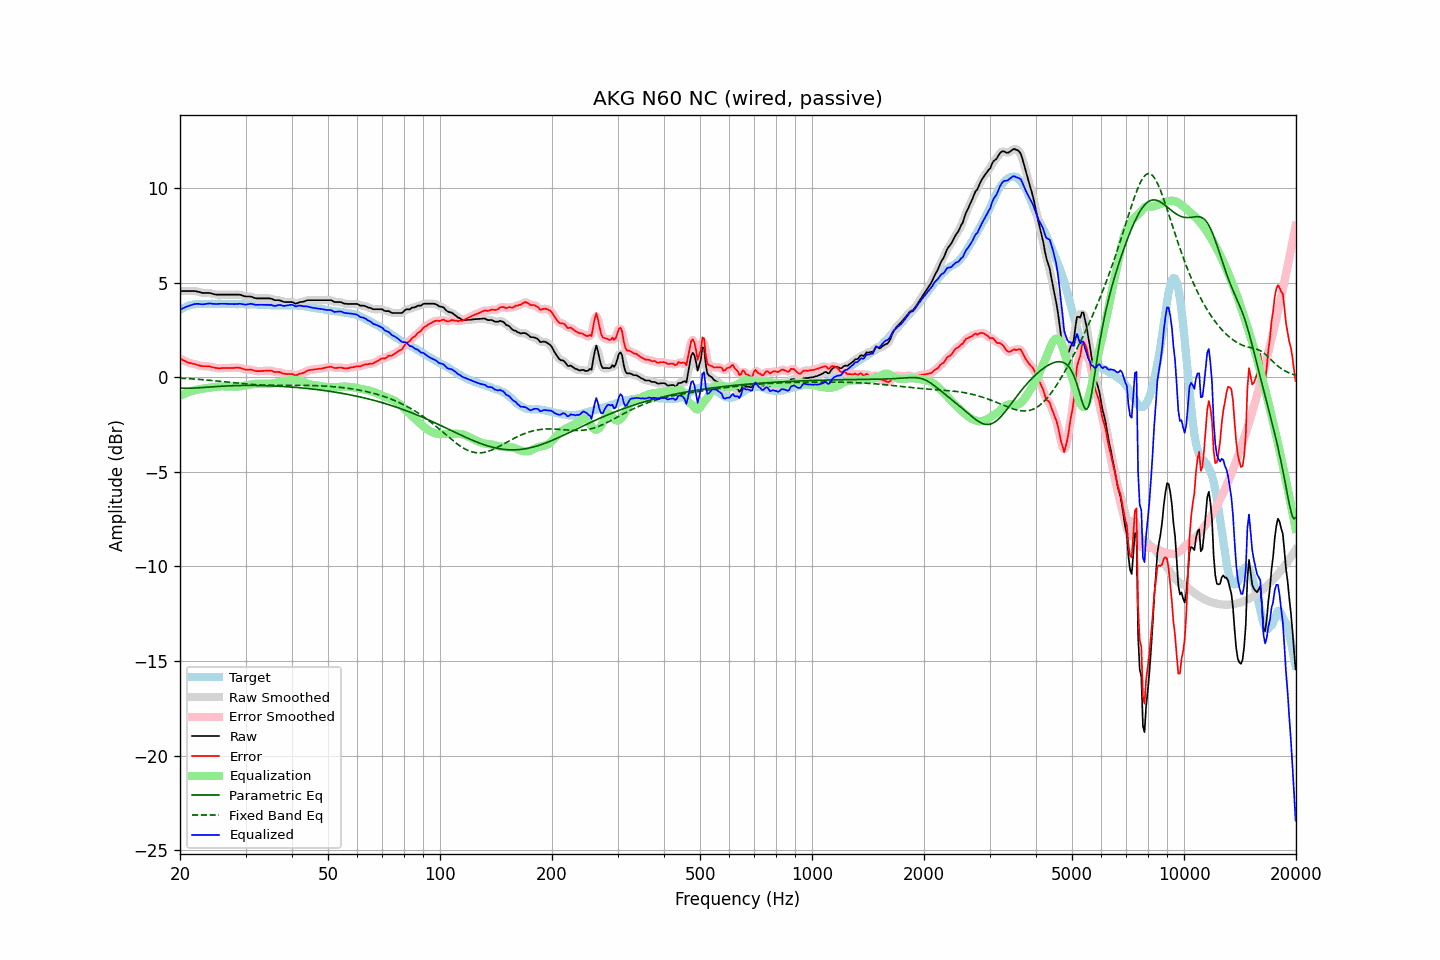 AKG N60 NC (wired, passive)
Amplitude (dBr)
10
5
0
−5
−10
−15
−20
−25
Target
Raw Smoothed
Error Smoothed
Raw
Error
Equalization
Parametric Eq
Fixed Band Eq
Equalized
20 50 100 200 500 1000 2000 5000 10000 20000
Frequency (Hz)